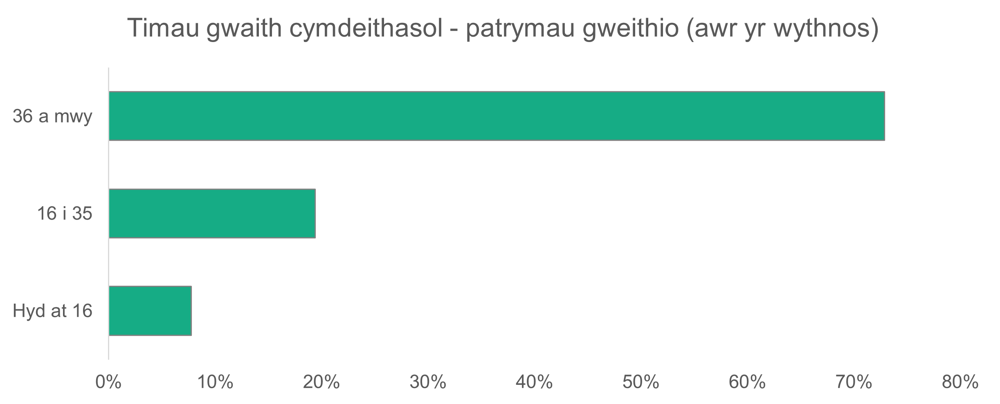 Timau gwaith cymdeithasol - patrymau gweithio (awr yr wythnos)
36 a mwy
16 i 35
Hyd at 16
0% 10% 20% 30% 40% 50% 60% 70% 80%